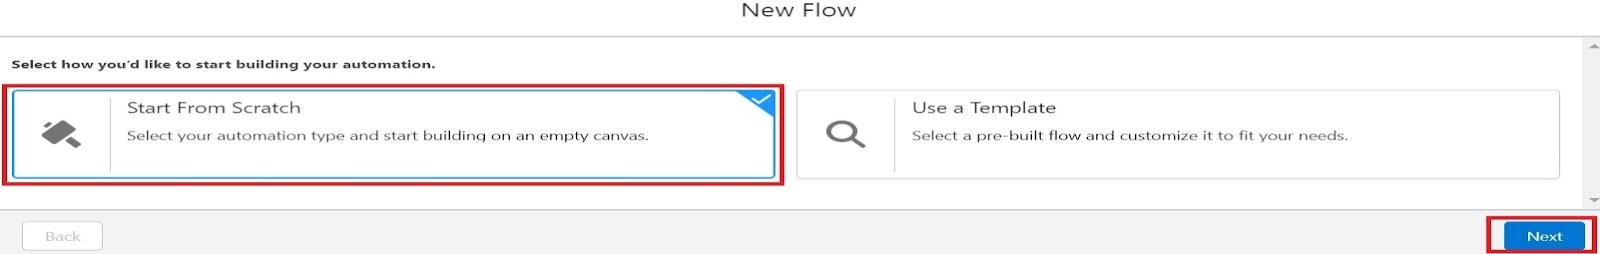 New Flow
Select how you'd like to start building your automation.
Start From Scratch
Select your automation type and start building on an empty canvas.
Use a Template
Select a pre-built flow and customize it to fit your needs.
Back
Next